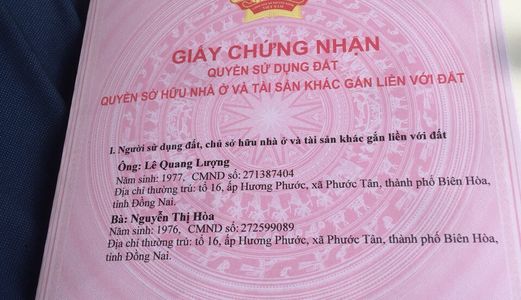 GIẤY CHỨNG NHẬN
QUYỀN SỬ DỤNG ĐẤT
QUYỀN SỞ HỮU NHÀ Ở VÀ TÀI SẢN KHÁC GẮN LIỀN VỚI ĐẤT
I. Người sử dụng đất, chủ sở hữu nhà ở và tài sản khác gắn liền với đất
Ông: Lê Quang Lượng
Năm sinh: 1977, CMND số: 271387404
Địa chỉ thường trú: tổ 16, ấp Hương Phước, xã Phước Tân, thành phố Biên Hòa,
tỉnh Đồng Nai.
Bà: Nguyễn Thị Hòa
Năm sinh: 1976, CMND số: 272599089
Địa chỉ thường trú: tổ 16, ấp Hương Phước, xã Phước Tân, thành phố Biên Hòa,
tỉnh Đồng Nai.